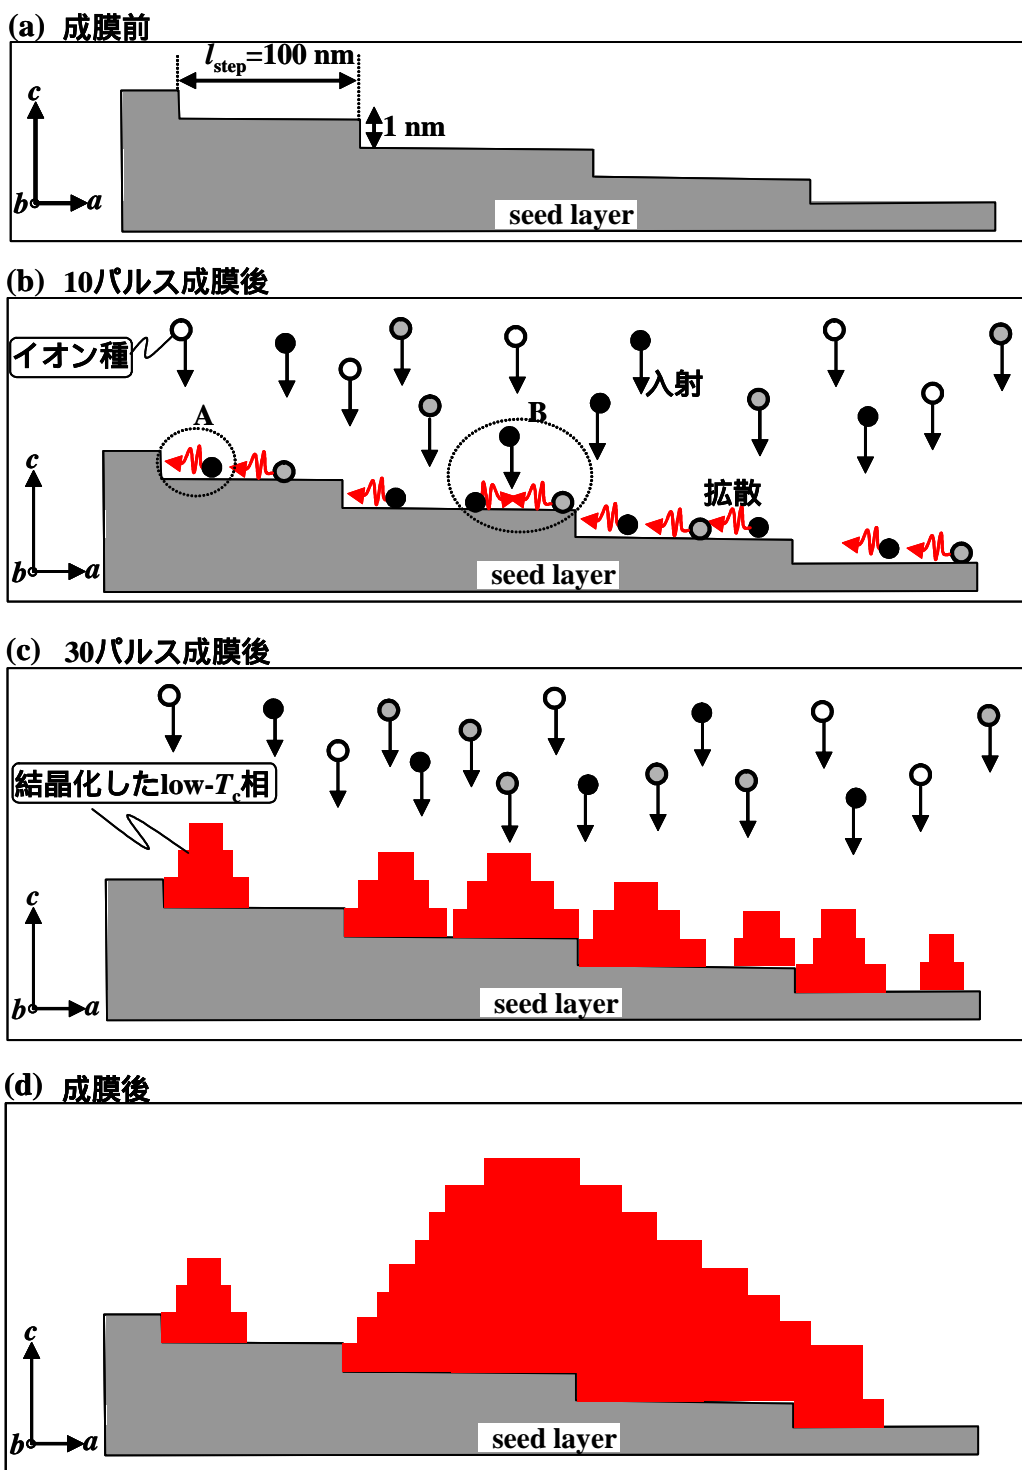 (a) 成膜前
lstep=100 nm
1 nm
c
b a
seed layer
(b) 10パルス成膜後
イオン種
入射
A
B
拡散
c
b a
seed layer
(c) 30パルス成膜後
結晶化したlow-Tc相
c
b a
seed layer
(d) 成膜後
c
b a
seed layer